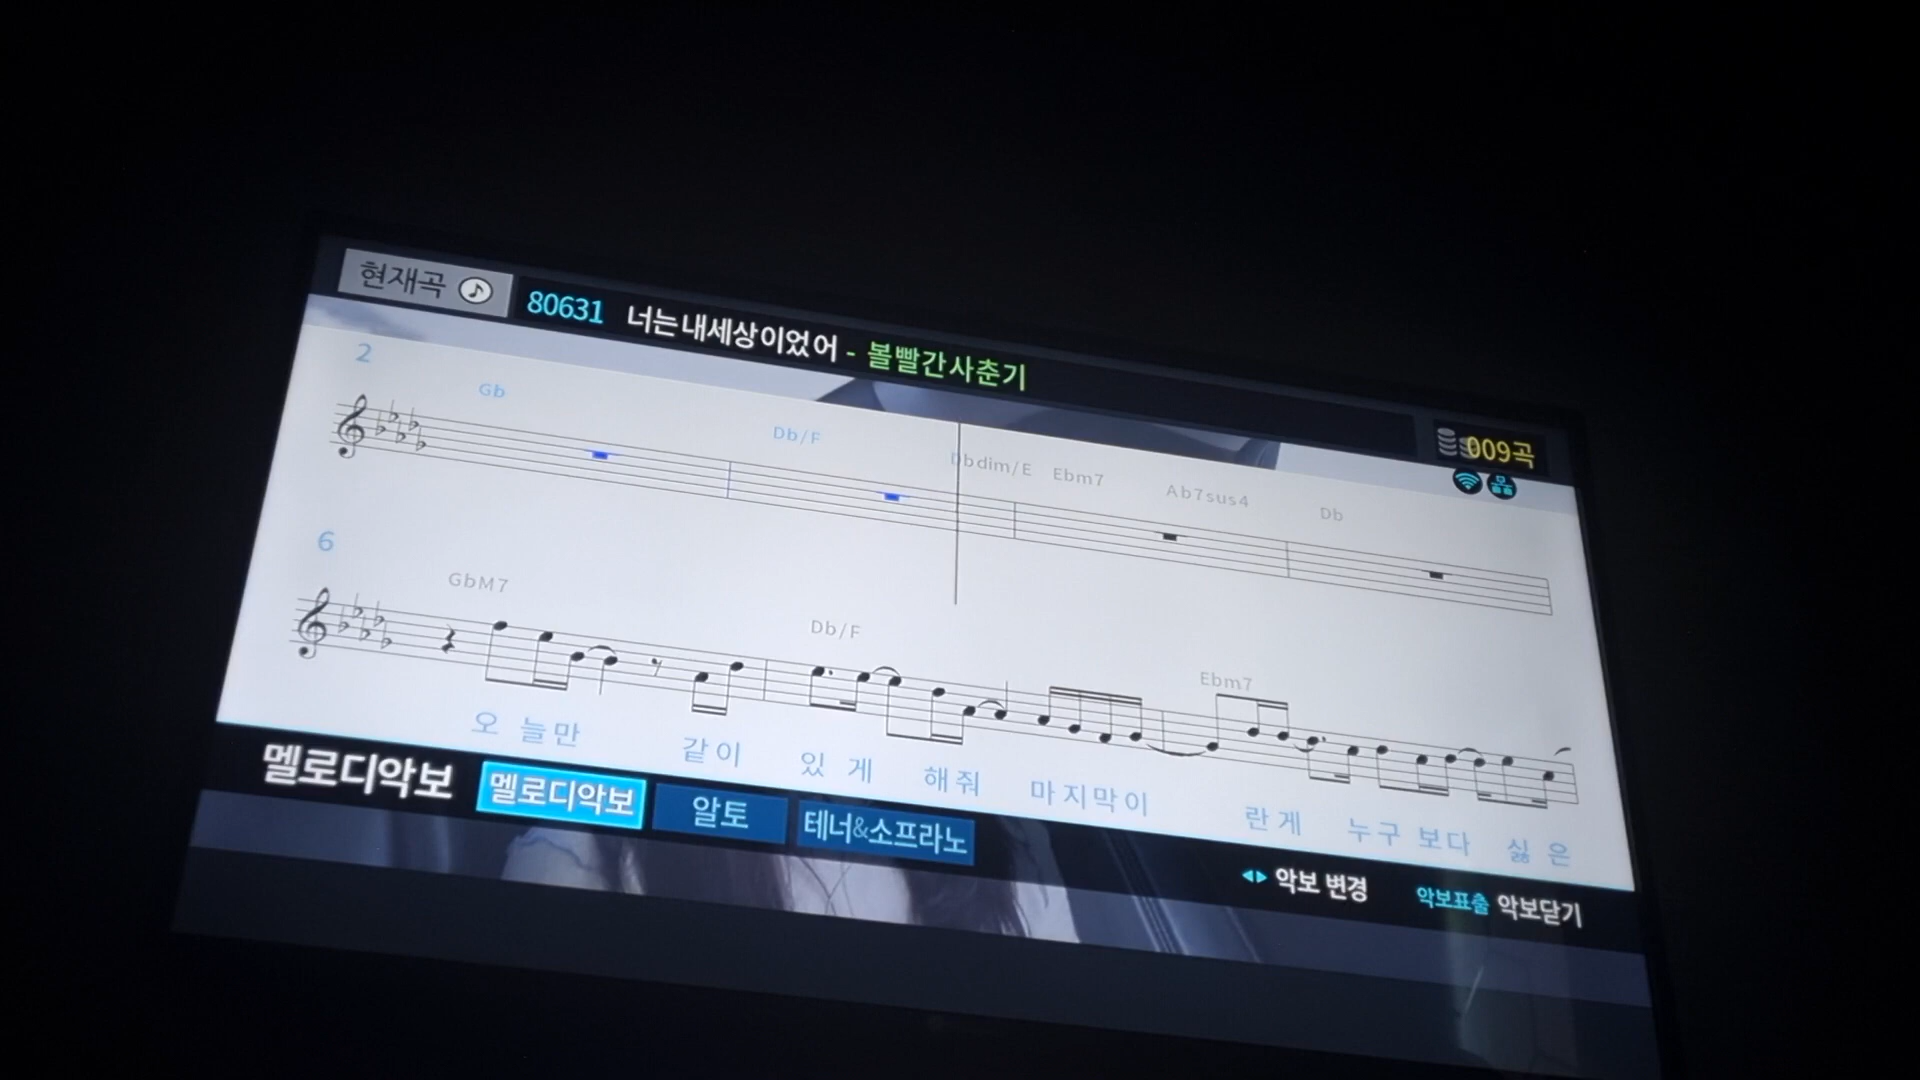 현재곡 80631 너는내세상이었어 - 볼빨간사춘기
009곡
2
Gb Db/F Dbdim/E Ebm7 Ab7sus4 Db
6
GbM7 Db/F Ebm7
오 늘만 같이 있 게 해줘 마지막이 란게 누구 보다 싫 은
멜로디악보 멜로디악보 알토 테너&소프라노
악보 변경 악보표출 악보닫기